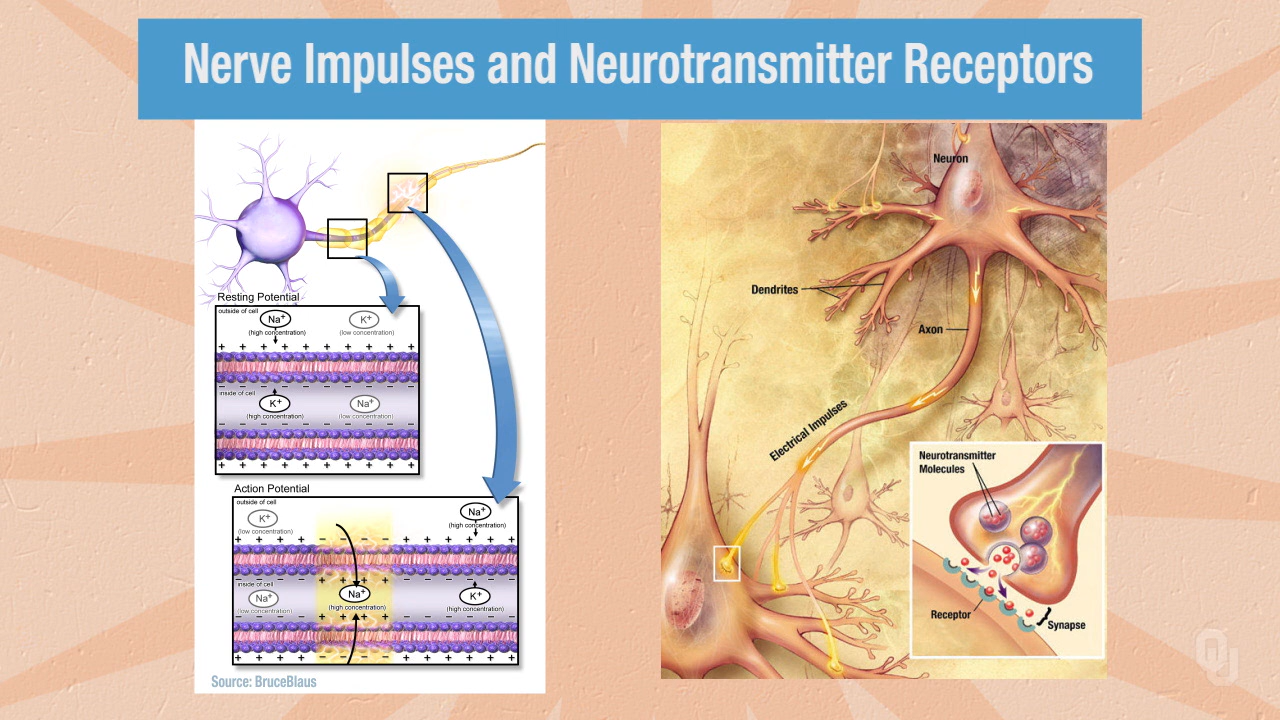 Nerve Impulses and Neurotransmitter Receptors
Resting Potential
outside of cell
Na+
(high concentration)
K+
(low concentration)
+ + + + + + + + +
− − − − − − − − −
inside of cell
K+
(high concentration)
Na+
(low concentration)
− − − − − − − − −
+ + + + + + + + +
Action Potential
outside of cell
K+
(low concentration)
Na+
(high concentration)
+ + + + − − − − + + + + + + +
− − − − + + + + − − − − − − −
inside of cell
Na+
(low concentration)
Na+
(high concentration)
K+
(high concentration)
− − − − + + + + − − − − − − −
+ + + + − − − − + + + + + + +
Source: BruceBlaus
Neuron
Dendrites
Axon
Electrical Impulses
Neurotransmitter
Molecules
Receptor
Synapse
OU